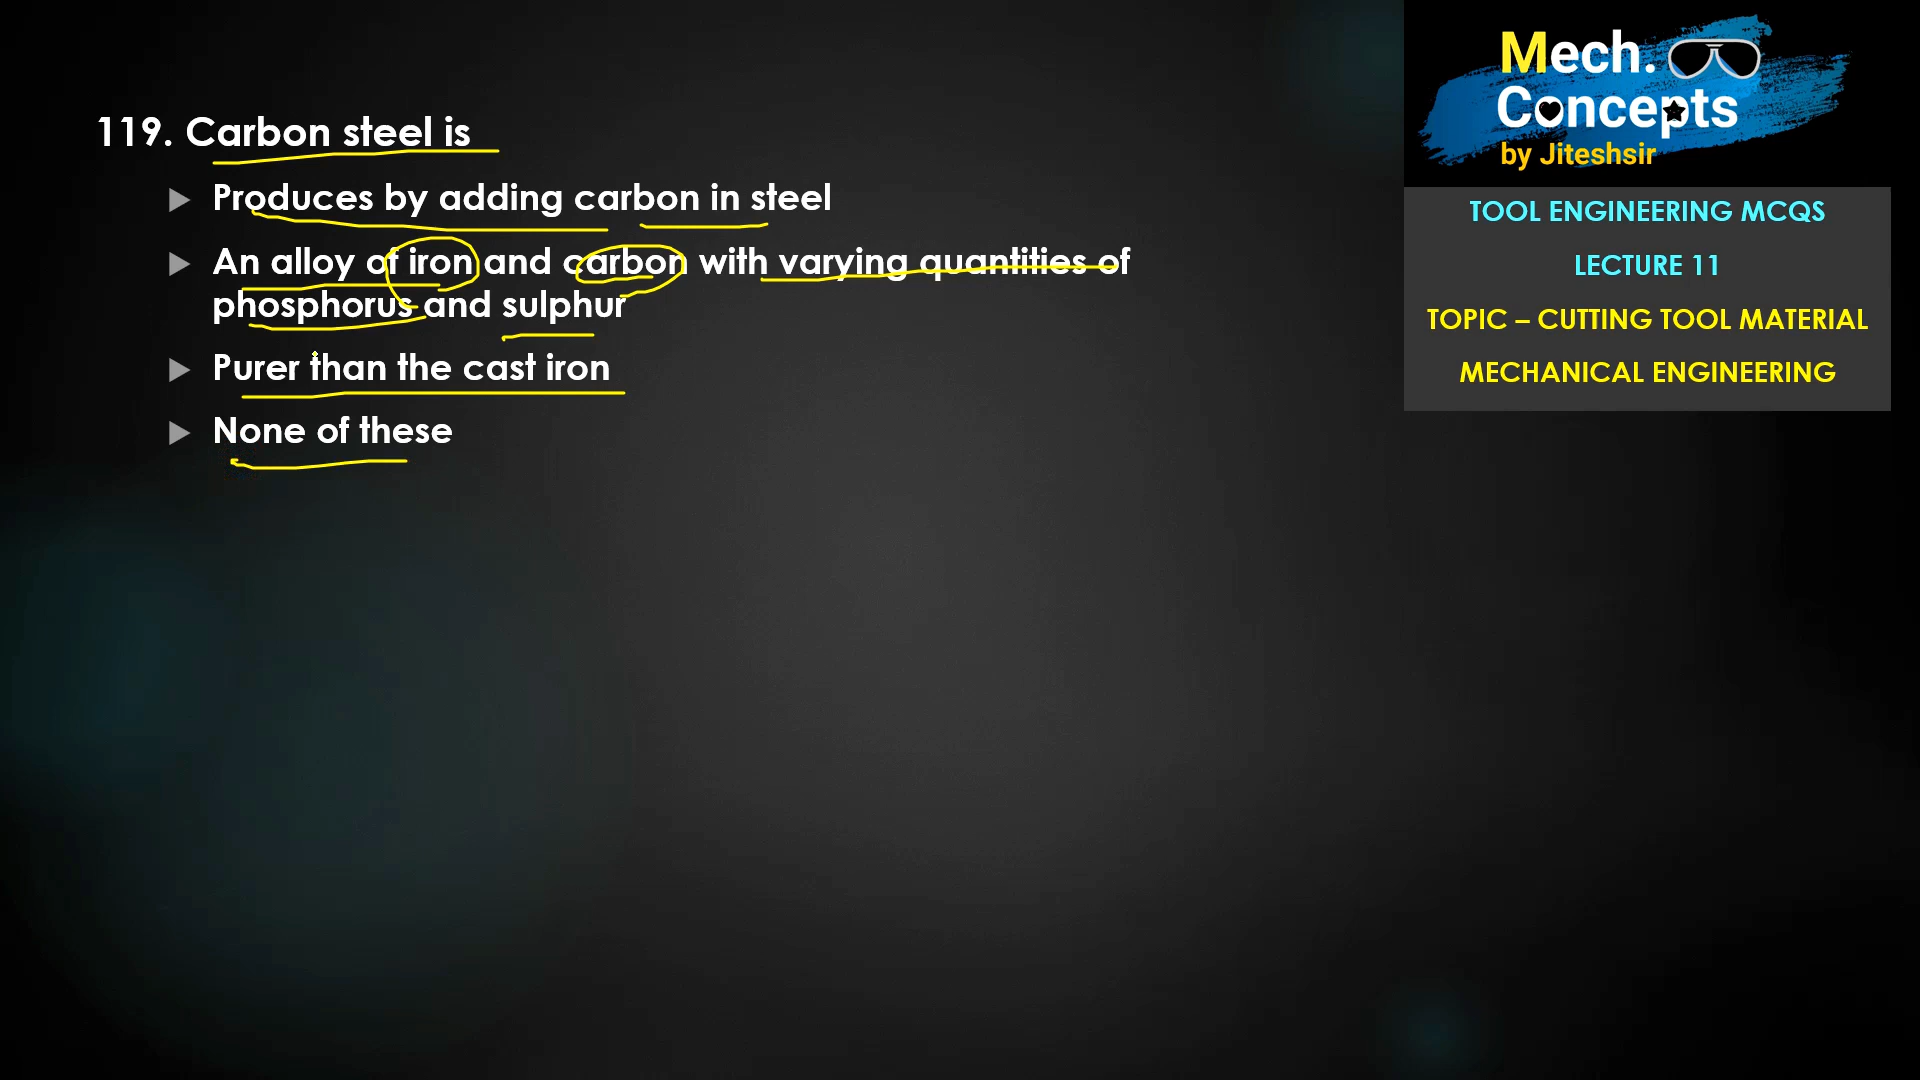 119. Carbon steel is
Produces by adding carbon in steel
An alloy of iron and carbon with varying quantities of
phosphorus and sulphur
Purer than the cast iron
None of these
Mech.
Concepts
by Jiteshsir
TOOL ENGINEERING MCQS
LECTURE 11
TOPIC – CUTTING TOOL MATERIAL
MECHANICAL ENGINEERING